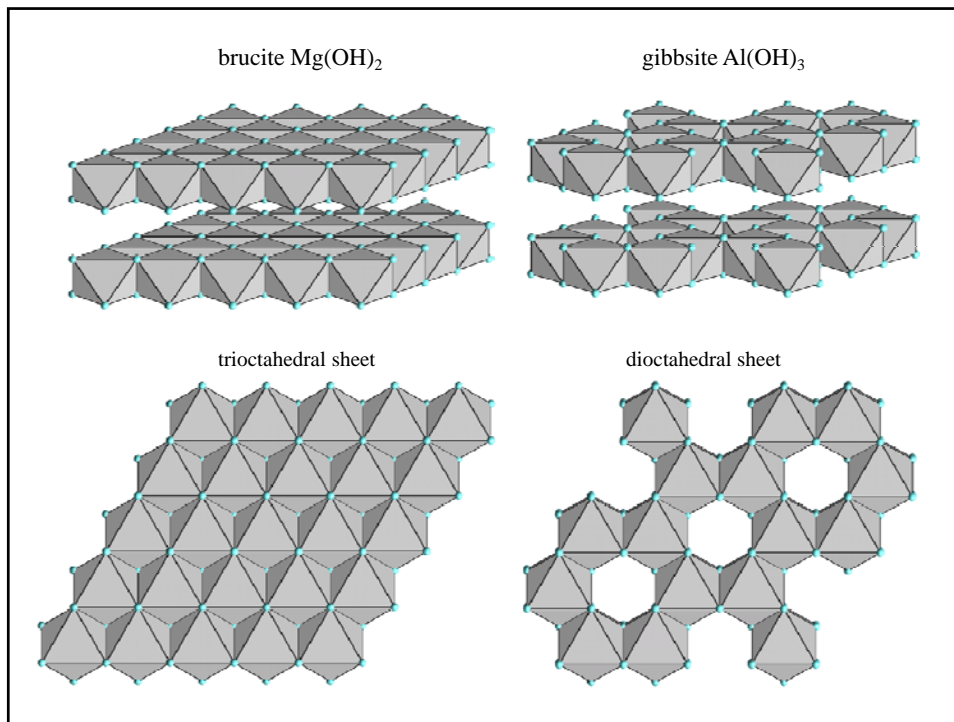 brucite Mg(OH)₂
gibbsite Al(OH)₃
trioctahedral sheet
dioctahedral sheet